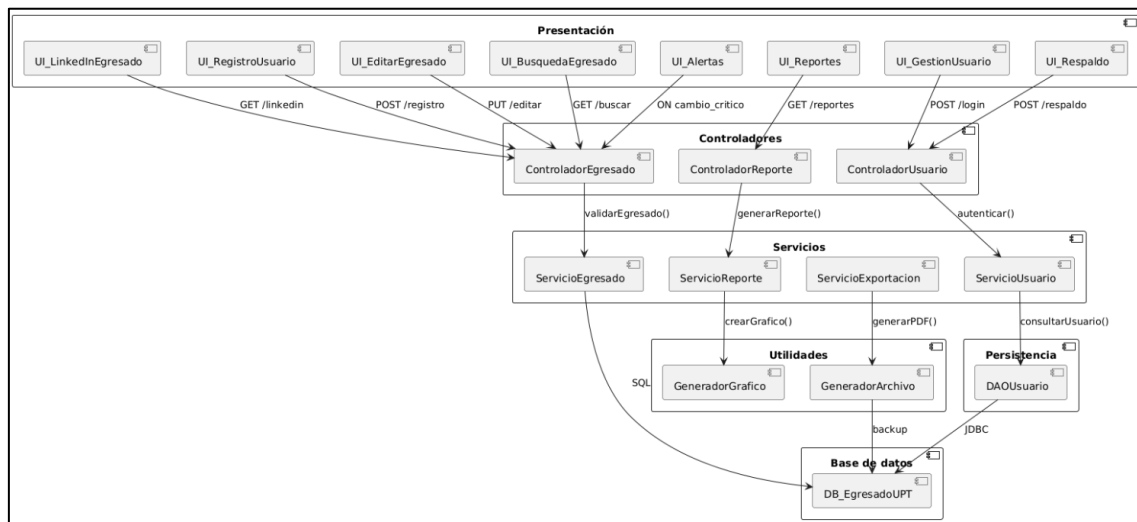 Presentación
UI_LinkedInEgresado
UI_RegistroUsuario
UI_EditarEgresado
UI_BusquedaEgresado
UI_Alertas
UI_Reportes
UI_GestionUsuario
UI_Respaldo
GET /linkedin
POST /registro
PUT /editar
GET /buscar
ON cambio_critico
GET /reportes
POST /login
POST /respaldo
Controladores
ControladorEgresado
ControladorReporte
ControladorUsuario
validarEgresado()
generarReporte()
autenticar()
Servicios
ServicioEgresado
ServicioReporte
ServicioExportacion
ServicioUsuario
crearGrafico()
generarPDF()
consultarUsuario()
Utilidades
Persistencia
SQL
GeneradorGrafico
GeneradorArchivo
DAOUsuario
backup
JDBC
Base de datos
DB_EgresadoUPT